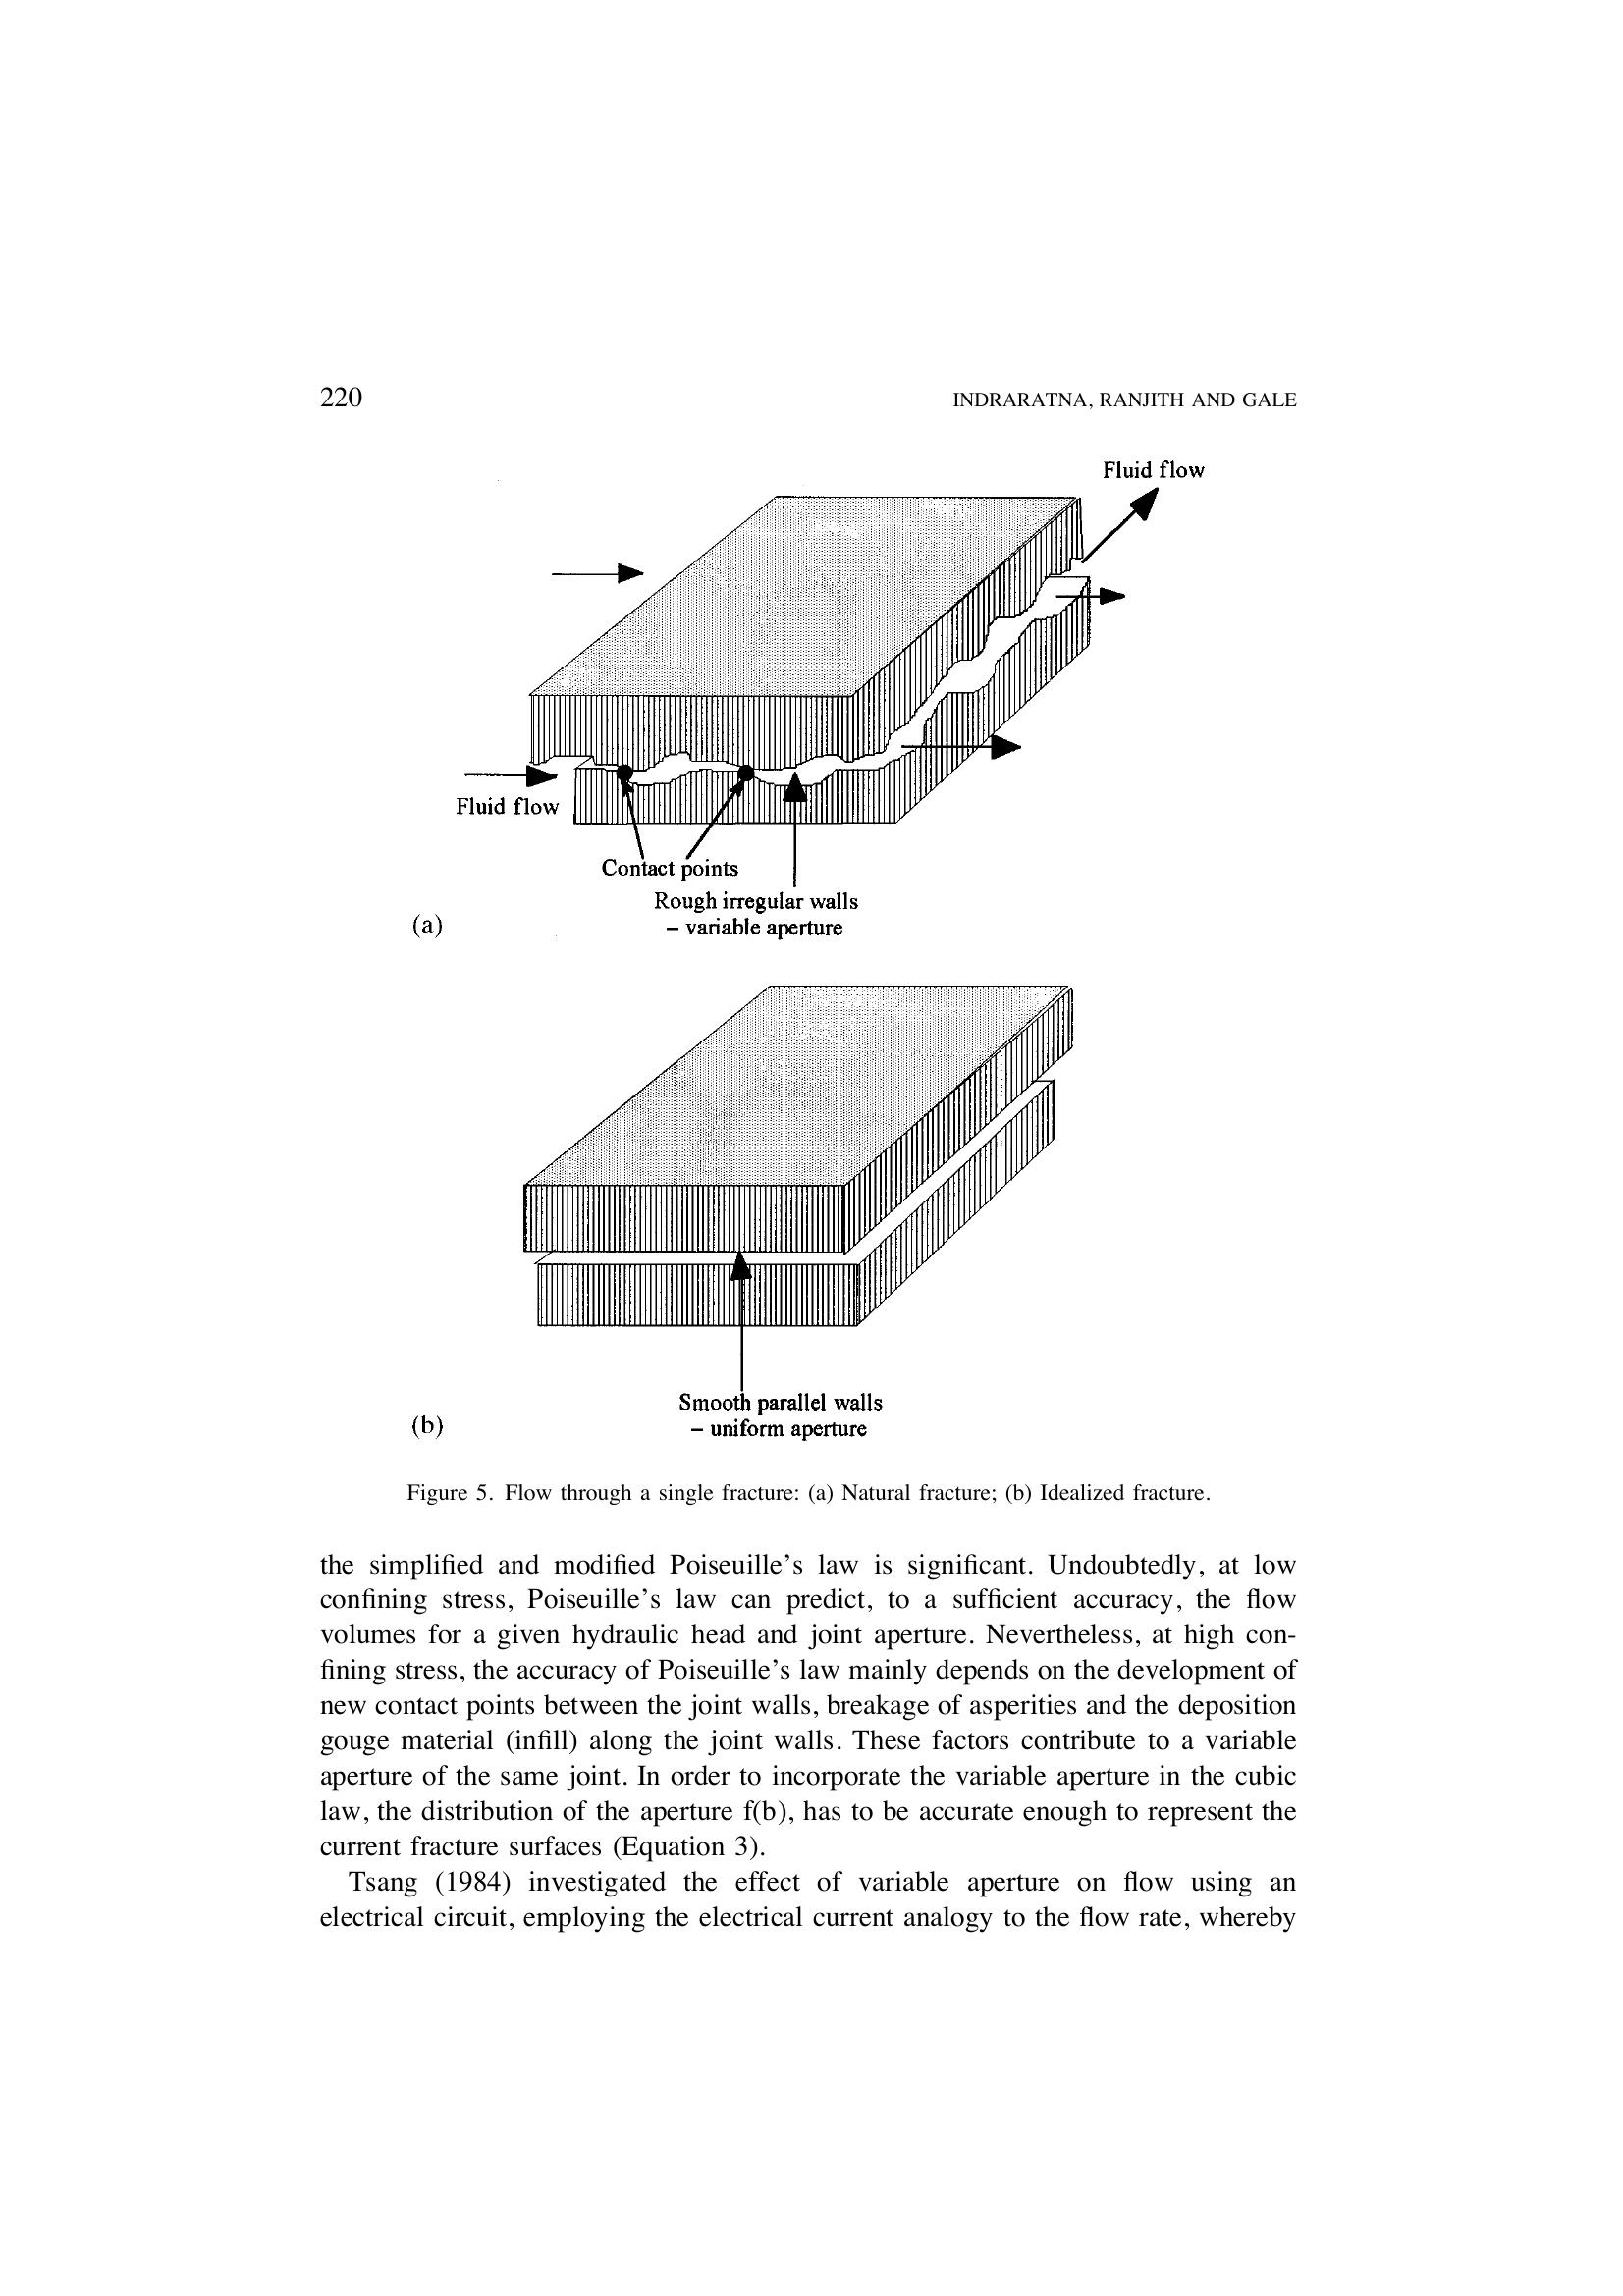 220
INDRARATNA, RANJITH AND GALE
Fluid flow
Fluid flow
Contact points
Rough irregular walls
– variable aperture
(a)
Smooth parallel walls
– uniform aperture
(b)
Figure 5. Flow through a single fracture: (a) Natural fracture; (b) Idealized fracture.
the simplified and modified Poiseuille's law is significant. Undoubtedly, at low
confining stress, Poiseuille's law can predict, to a sufficient accuracy, the flow
volumes for a given hydraulic head and joint aperture. Nevertheless, at high con-
fining stress, the accuracy of Poiseuille's law mainly depends on the development of
new contact points between the joint walls, breakage of asperities and the deposition
gouge material (infill) along the joint walls. These factors contribute to a variable
aperture of the same joint. In order to incorporate the variable aperture in the cubic
law, the distribution of the aperture f(b), has to be accurate enough to represent the
current fracture surfaces (Equation 3).
Tsang (1984) investigated the effect of variable aperture on flow using an
electrical circuit, employing the electrical current analogy to the flow rate, whereby